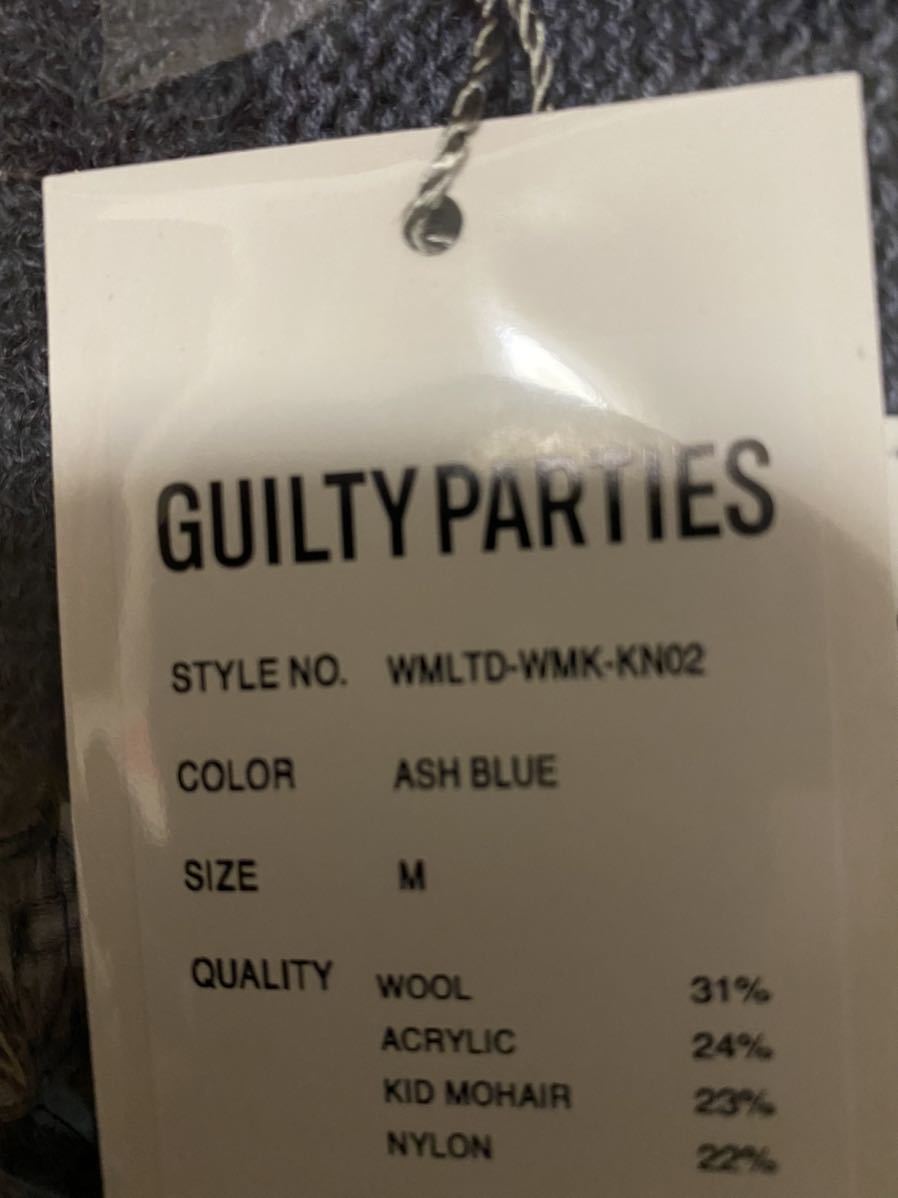 GUILTY PARTIES
STYLE NO. WMLTD-WMK-KN02
COLOR ASH BLUE
SIZE M
QUALITY WOOL 31%
ACRYLIC 24%
KID MOHAIR 23%
NYLON 22%